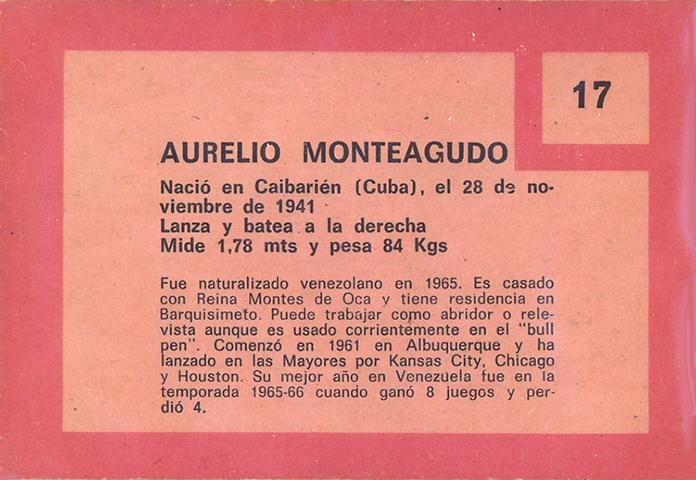 17
AURELIO MONTEAGUDO
Nació en Caibarién (Cuba), el 28 de no-
viembre de 1941
Lanza y batea a la derecha
Mide 1,78 mts y pesa 84 Kgs
Fue naturalizado venezolano en 1965. Es casado
con Reina Montes de Oca y tiene residencia en
Barquisimeto. Puede trabajar como abridor o rele-
vista aunque es usado corrientemente en el "bull
pen". Comenzó en 1961 en Albuquerque y ha
lanzado en las Mayores por Kansas City, Chicago
y Houston. Su mejor año en Venezuela fue en la
temporada 1965-66 cuando ganó 8 juegos y per-
dió 4.